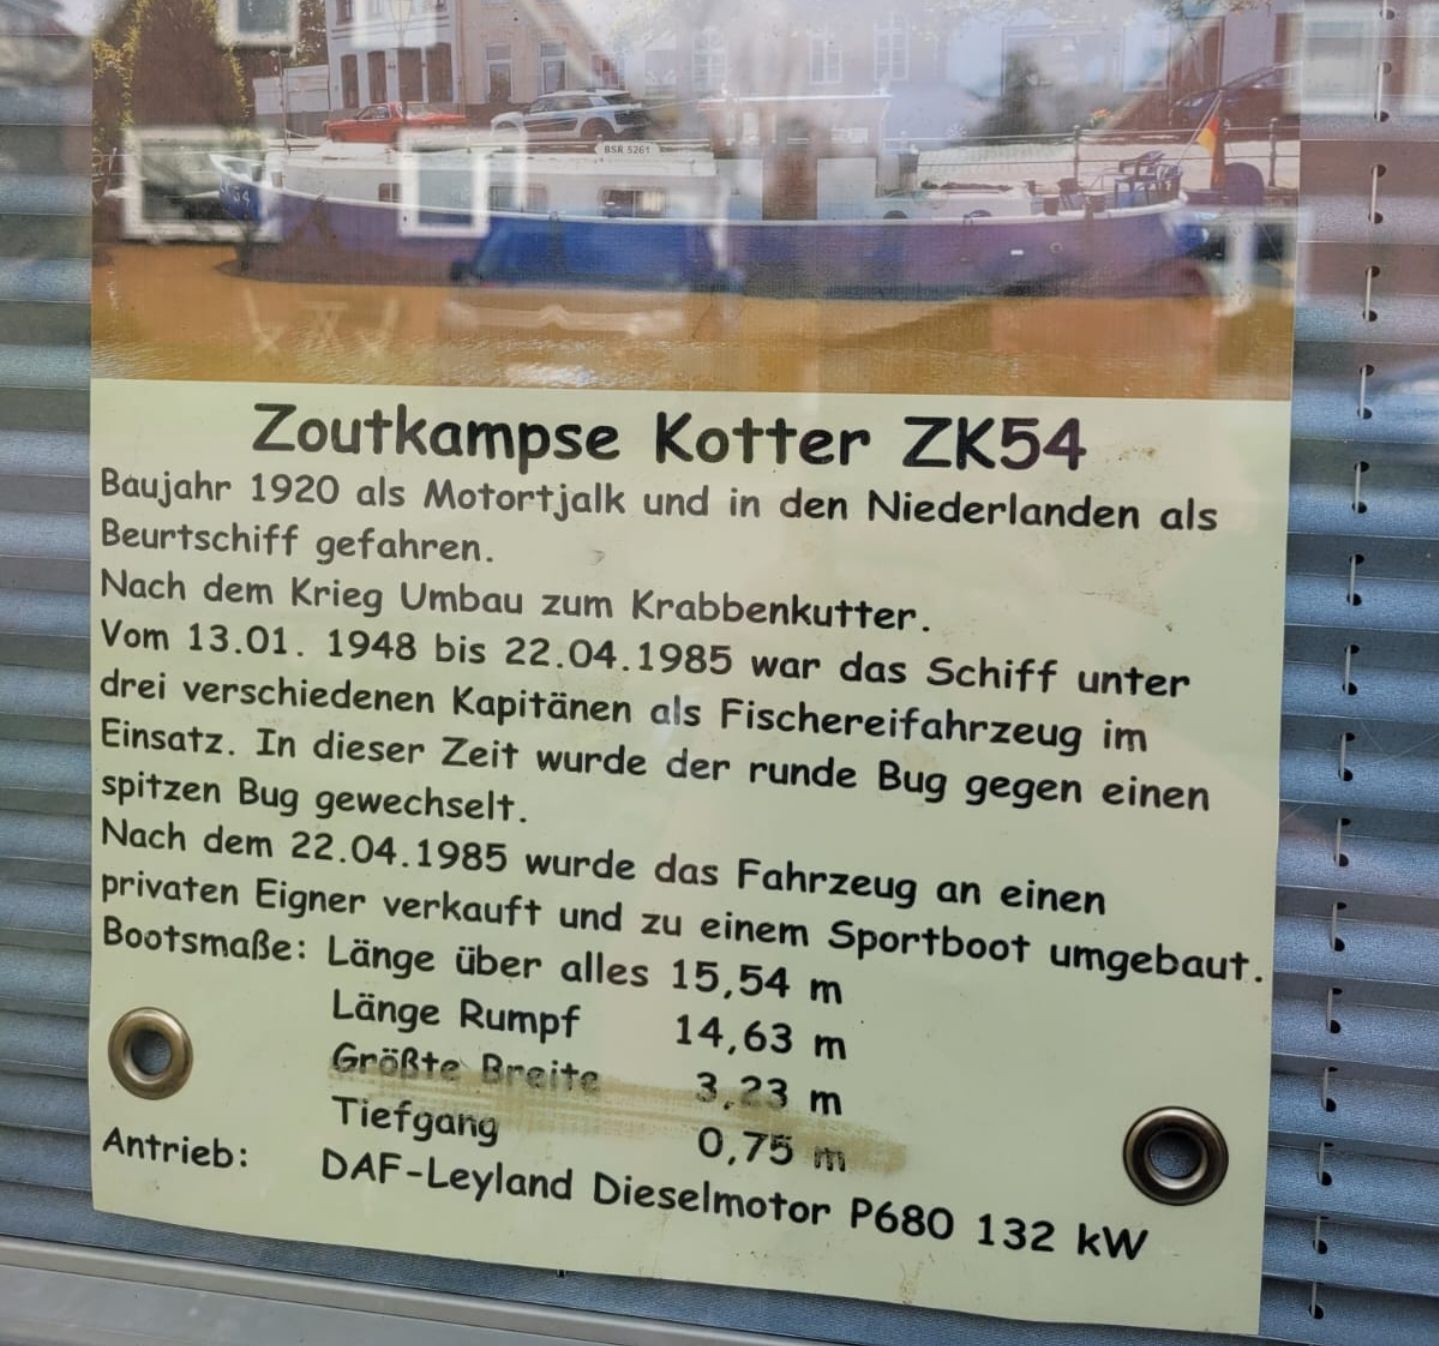 BSR 5261
54
Zoutkampse Kotter ZK54
Baujahr 1920 als Motortjalk und in den Niederlanden als
Beurtschiff gefahren.
Nach dem Krieg Umbau zum Krabbenkutter.
Vom 13.01. 1948 bis 22.04.1985 war das Schiff unter
drei verschiedenen Kapitänen als Fischereifahrzeug im
Einsatz. In dieser Zeit wurde der runde Bug gegen einen
spitzen Bug gewechselt.
Nach dem 22.04.1985 wurde das Fahrzeug an einen
privaten Eigner verkauft und zu einem Sportboot umgebaut.
Bootsmaße: Länge über alles 15,54 m
Länge Rumpf 14,63 m
Größte Breite 3,23 m
Tiefgang 0,75 m
Antrieb: DAF-Leyland Dieselmotor P680 132 kW